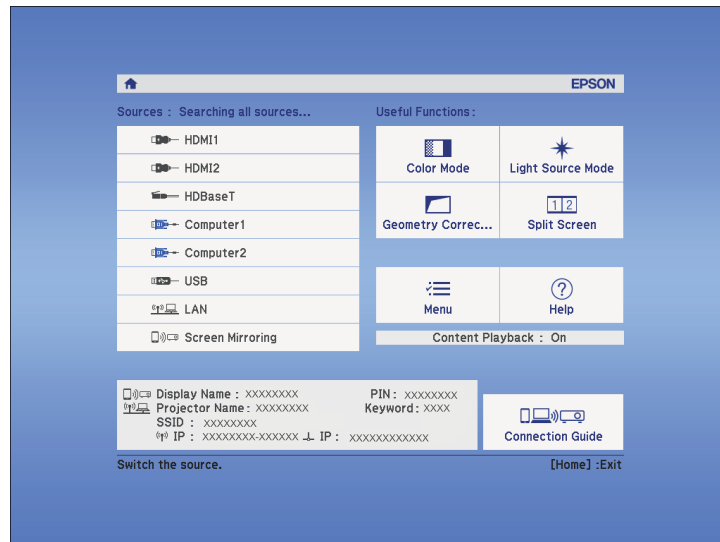 EPSON
Sources : Searching all sources...
Useful Functions:
HDMI1
HDMI2
HDBaseT
Computer1
Computer2
USB
LAN
Screen Mirroring
Color Mode
Light Source Mode
Geometry Correc...
1 2
Split Screen
Menu
?
Help
Content Playback : On
Display Name : XXXXXXXX PIN : XXXXXXXX
Projector Name : XXXXXXXX Keyword : XXXX
SSID : XXXXXXXX
IP : XXXXXXXX-XXXXXX IP : XXXXXXXXXXXX
Connection Guide
Switch the source. [Home] :Exit